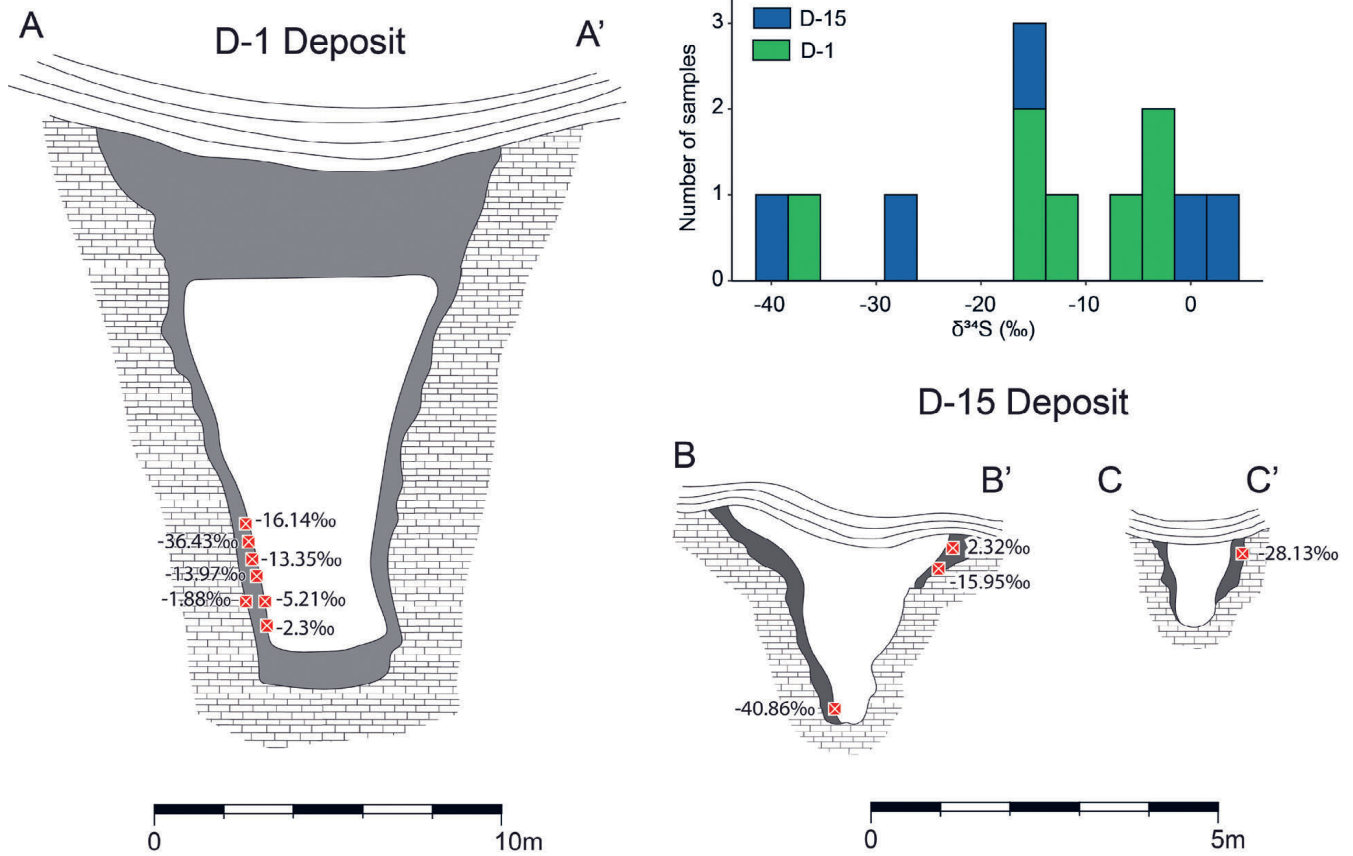 A
D-1 Deposit
A’
-16.14‰
-36.43‰
-13.35‰
-13.97‰
-1.88‰
-5.21‰
-2.3‰
0
10m
Number of samples
3
2
1
0
D-15
D-1
-40
-30
-20
-10
0
δ³⁴S (‰)
D-15 Deposit
B
B’
C
C’
2.32‰
-15.95‰
-28.13‰
-40.86‰
0
5m